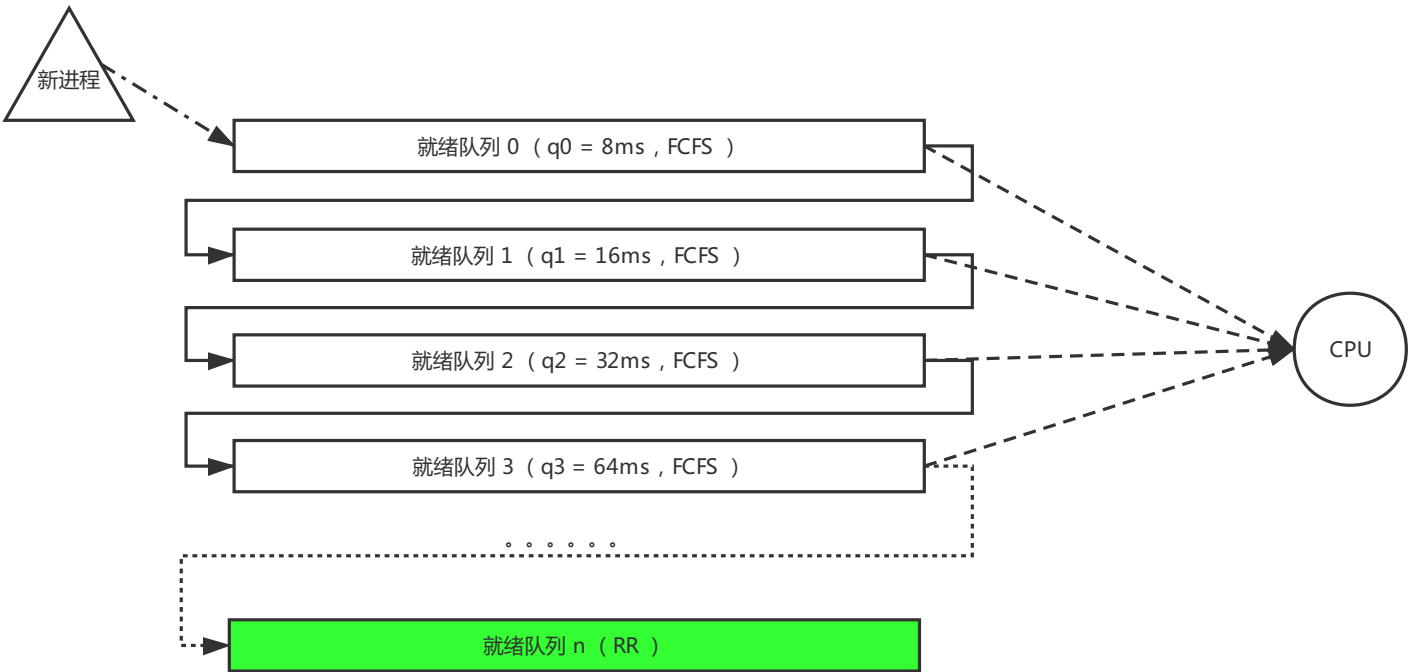 新进程
就绪队列 0 （ q0 = 8ms , FCFS ）
就绪队列 1 （ q1 = 16ms , FCFS ）
就绪队列 2 （ q2 = 32ms , FCFS ）
CPU
就绪队列 3 （ q3 = 64ms , FCFS ）
。。。。。。
就绪队列 n （ RR ）